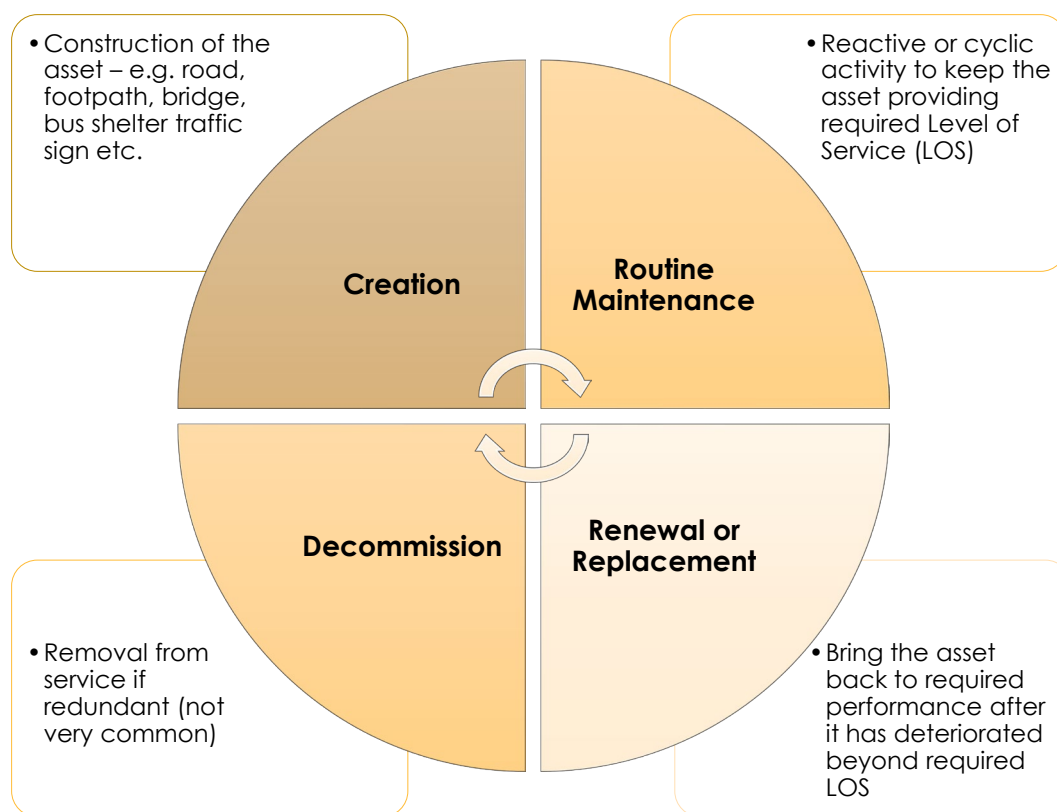 • Construction of the
asset – e.g. road,
footpath, bridge,
bus shelter traffic
sign etc.
• Reactive or cyclic
activity to keep the
asset providing
required Level of
Service (LOS)
Creation
Routine
Maintenance
Decommission
Renewal or
Replacement
• Removal from
service if
redundant (not
very common)
• Bring the asset
back to required
performance after
it has deteriorated
beyond required
LOS